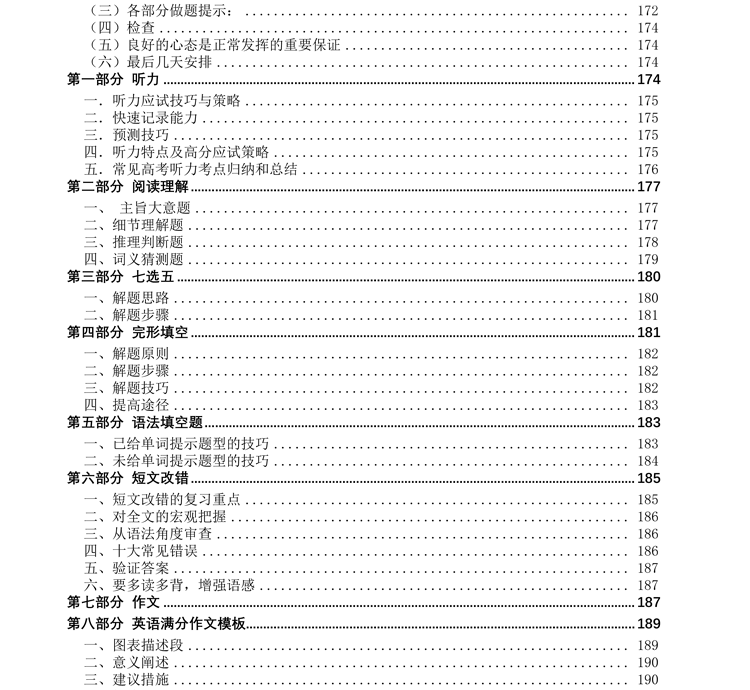 （三）各部分做题提示： 172
（四）检查 174
（五）良好的心态是正常发挥的重要保证 174
（六）最后几天安排 174
第一部分 听力 174
一．听力应试技巧与策略 175
二．快速记录能力 175
三．预测技巧 175
四．听力特点及高分应试策略 175
五．常见高考听力考点归纳和总结 176
第二部分 阅读理解 177
一、 主旨大意题 177
二、细节理解题 177
三、推理判断题 178
四、词义猜测题 179
第三部分 七选五 180
一、解题思路 180
二、解题步骤 181
第四部分 完形填空 181
一、解题原则 182
二、解题步骤 182
三、解题技巧 182
四、提高途径 183
第五部分 语法填空题 183
一、已给单词提示题型的技巧 183
二、未给单词提示题型的技巧 184
第六部分 短文改错 185
一、短文改错的复习重点 185
二、对全文的宏观把握 186
三、从语法角度审查 186
四、十大常见错误 186
五、验证答案 187
六、要多读多背，增强语感 187
第七部分 作文 187
第八部分 英语满分作文模板 189
一、图表描述段 189
二、意义阐述 190
三、建议措施 190